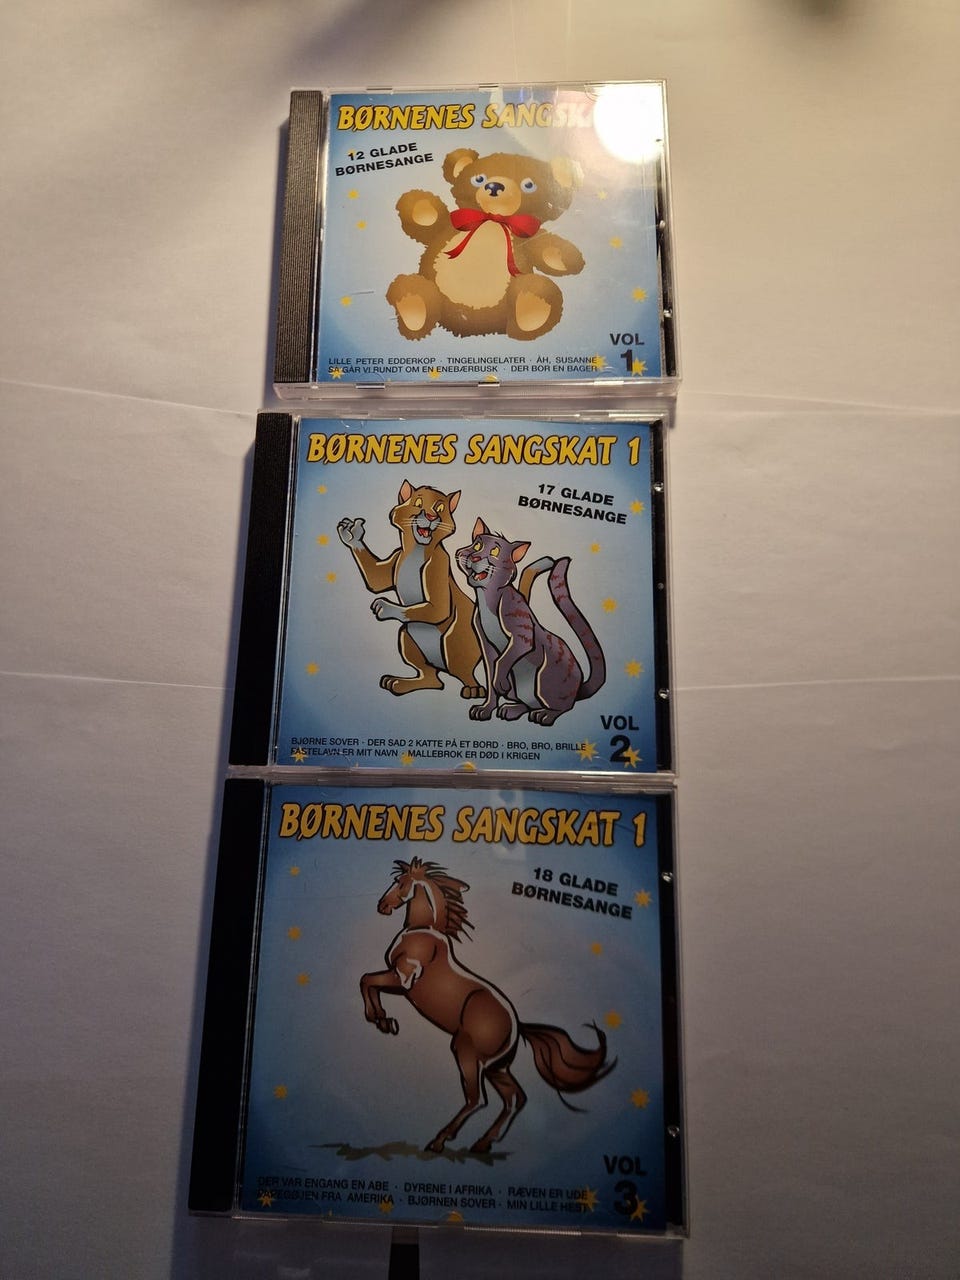 BØRNENES SANGSK
12 GLADE
BØRNESANGE
VOL
1
LILLE PETER EDDERKOP · TINGELINGELATER · ÅH, SUSANNE
SÅ GÅR VI RUNDT OM EN ENEBÆRBUSK · DER BOR EN BAGER
BØRNENES SANGSKAT 1
17 GLADE
BØRNESANGE
VOL
2
BJØRNE SOVER · DER SAD 2 KATTE PÅ ET BORD · BRO, BRO, BRILLE
FASTELAVN ER MIT NAVN · MALLEBROK ER DØD I KRIGEN
BØRNENES SANGSKAT 1
18 GLADE
BØRNESANGE
VOL
3
DER VAR ENGANG EN ABE · DYRENE I AFRIKA · RÆVEN ER UDE
PAPEGØJEN FRA AMERIKA · BJØRNEN SOVER · MIN LILLE HEST